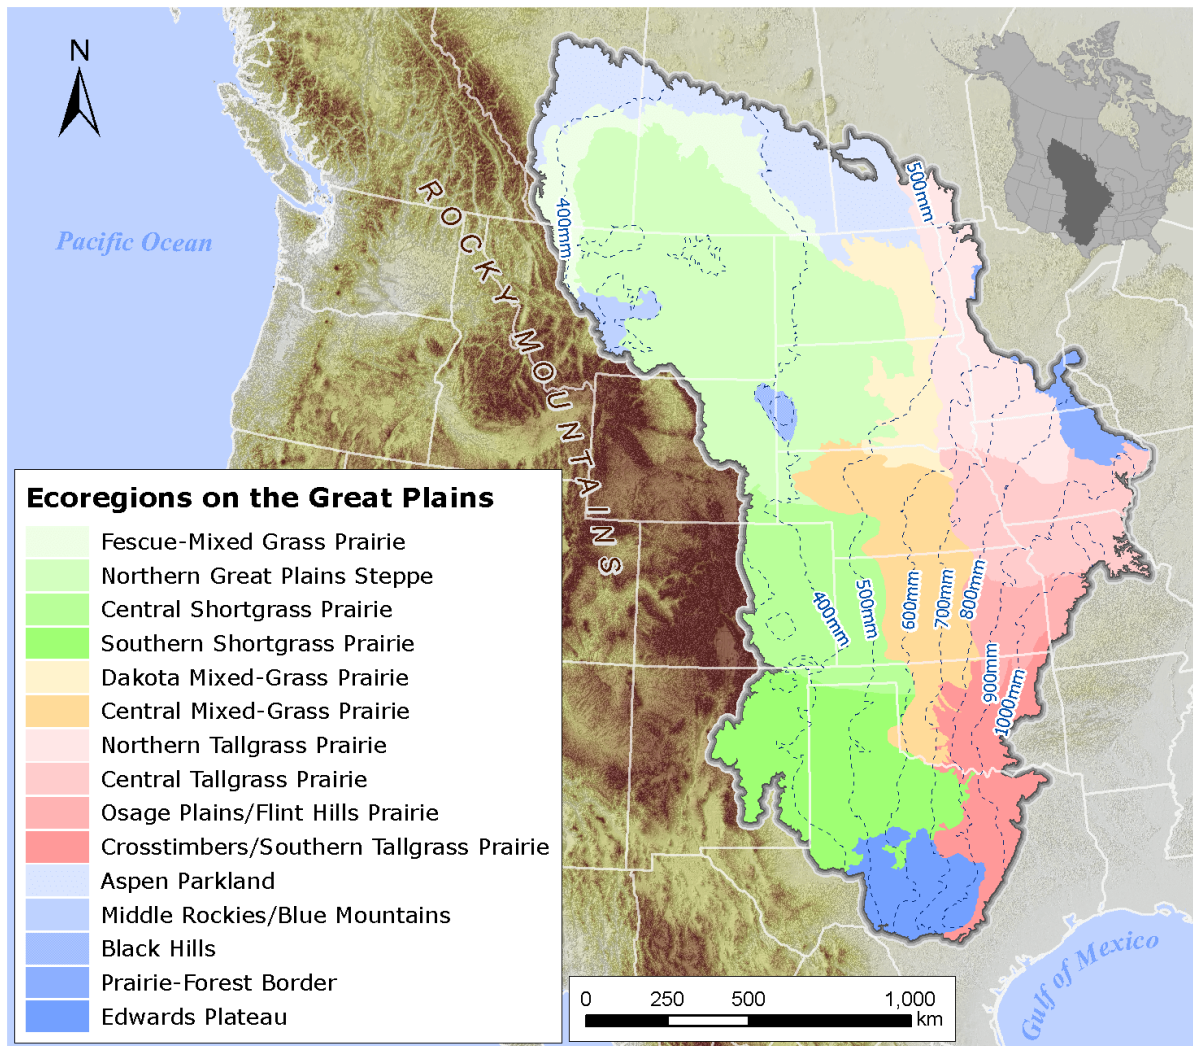 N
Pacific Ocean
ROCKY MOUNTAINS
400mm
500mm
400mm
500mm
600mm
700mm
800mm
900mm
1000mm
Ecoregions on the Great Plains
Fescue-Mixed Grass Prairie
Northern Great Plains Steppe
Central Shortgrass Prairie
Southern Shortgrass Prairie
Dakota Mixed-Grass Prairie
Central Mixed-Grass Prairie
Northern Tallgrass Prairie
Central Tallgrass Prairie
Osage Plains/Flint Hills Prairie
Crosstimbers/Southern Tallgrass Prairie
Aspen Parkland
Middle Rockies/Blue Mountains
Black Hills
Prairie-Forest Border
Edwards Plateau
0 250 500 1,000
km
Gulf of Mexico